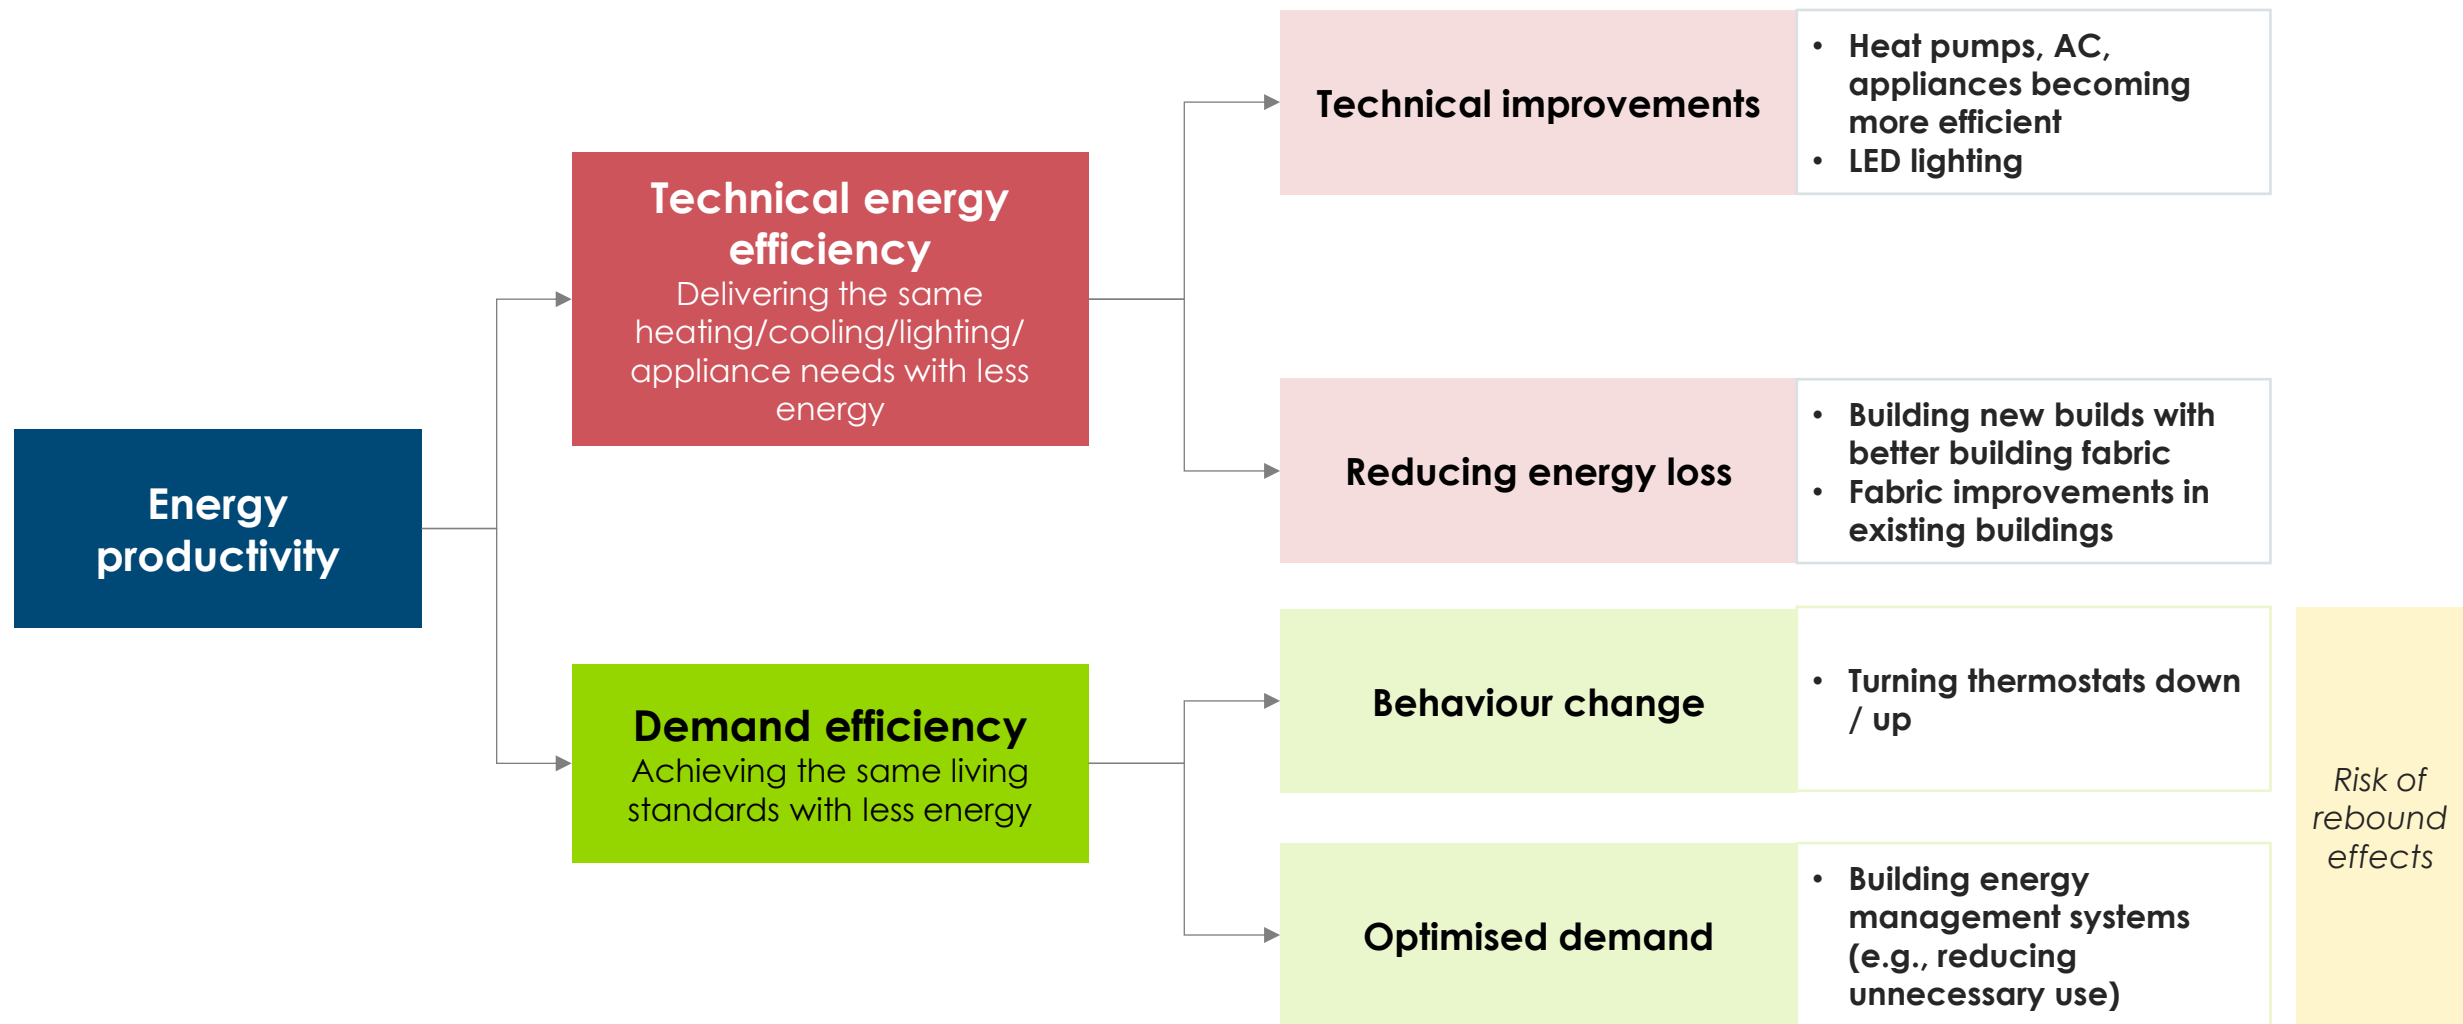 Energy
productivity
Technical energy
efficiency
Delivering the same
heating/cooling/lighting/
appliance needs with less
energy
Demand efficiency
Achieving the same living
standards with less energy
Technical improvements
• Heat pumps, AC,
appliances becoming
more efficient
• LED lighting
Reducing energy loss
• Building new builds with
better building fabric
• Fabric improvements in
existing buildings
Behaviour change
• Turning thermostats down
/ up
Optimised demand
• Building energy
management systems
(e.g., reducing
unnecessary use)
Risk of
rebound
effects